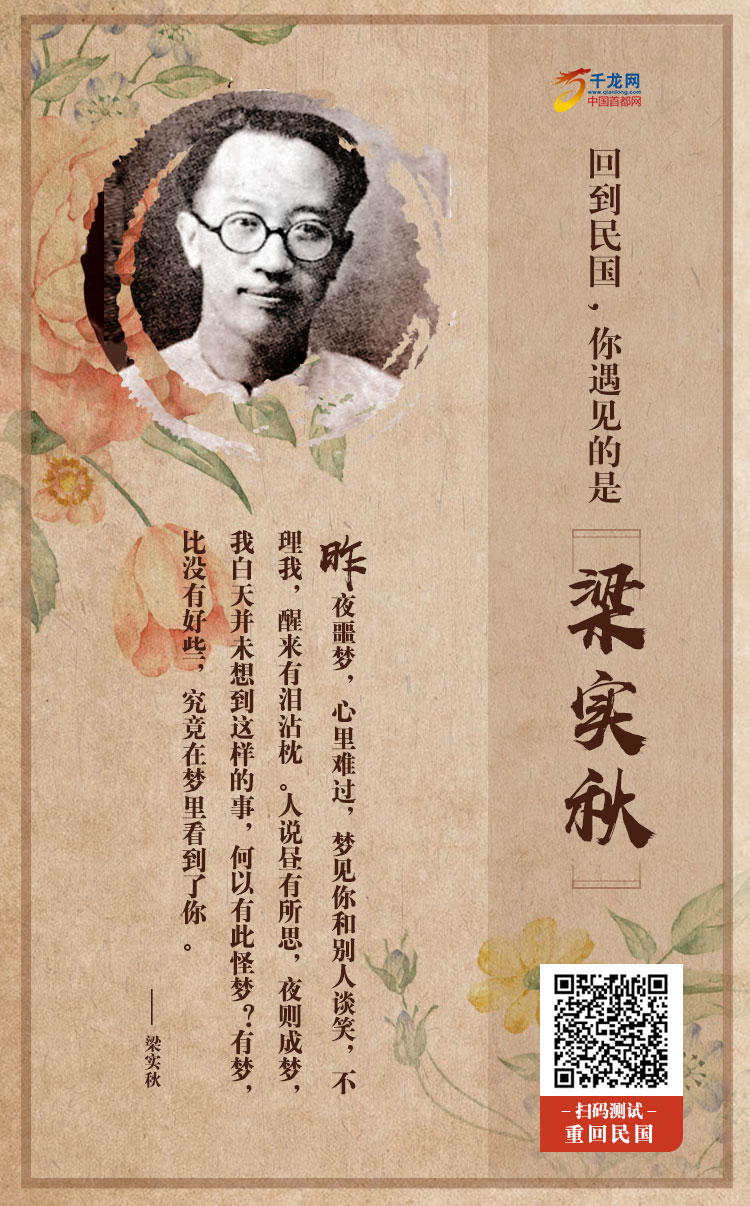 千龙网
www.qianlong.com
中国首都网
回到民国，你遇见的是
梁实秋
昨夜噩梦，心里难过，梦见你和别人谈笑，不
理我，醒来有泪沾枕。人说昼有所思，夜则成梦，
我白天并未想到这样的事，何以有此怪梦？有梦，
比没有好些，究竟在梦里看到了你。
——梁实秋
–扫码测试–
重回民国